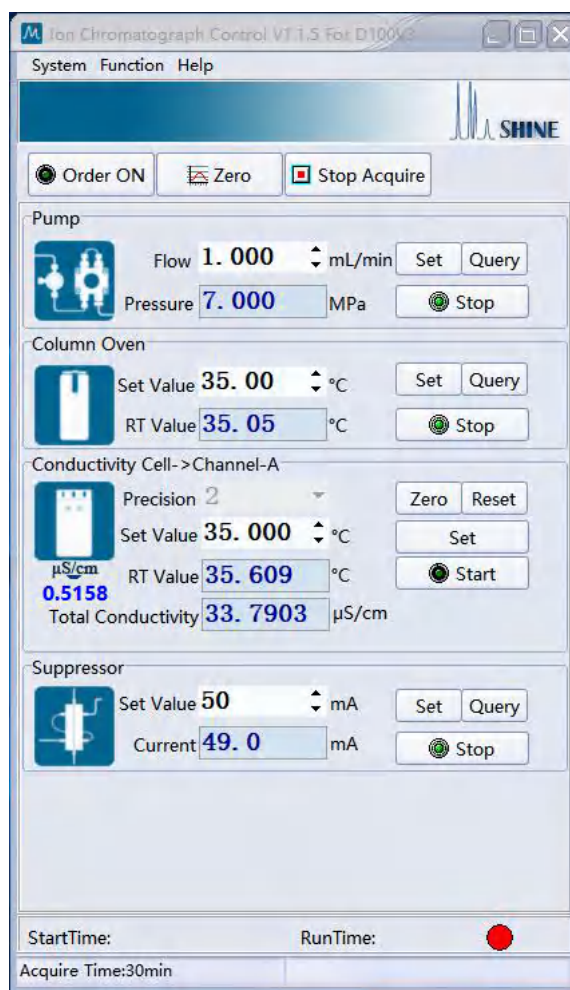 Ion Chromatograph Control V1.1.5 For D100V3
System Function Help
SHINE
Order ON Zero Stop Acquire
Pump
Flow 1.000 mL/min Set Query
Pressure 7.000 MPa Stop
Column Oven
Set Value 35.00 °C Set Query
RT Value 35.05 °C Stop
Conductivity Cell->Channel-A
Precision 2 Zero Reset
Set Value 35.000 °C Set
µS/cm RT Value 35.609 °C Start
0.5158
Total Conductivity 33.7903 µS/cm
Suppressor
Set Value 50 mA Set Query
Current 49.0 mA Stop
StartTime: RunTime:
Acquire Time:30min